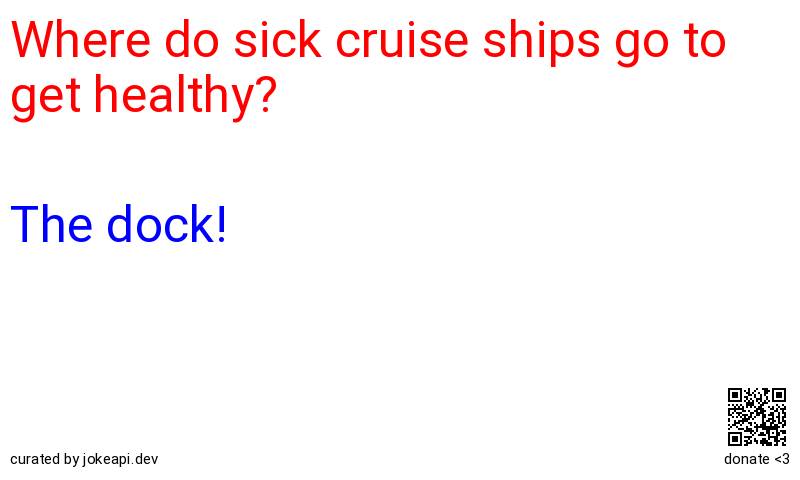 Where do sick cruise ships go to
get healthy?
The dock!
curated by jokeapi.dev
donate <3